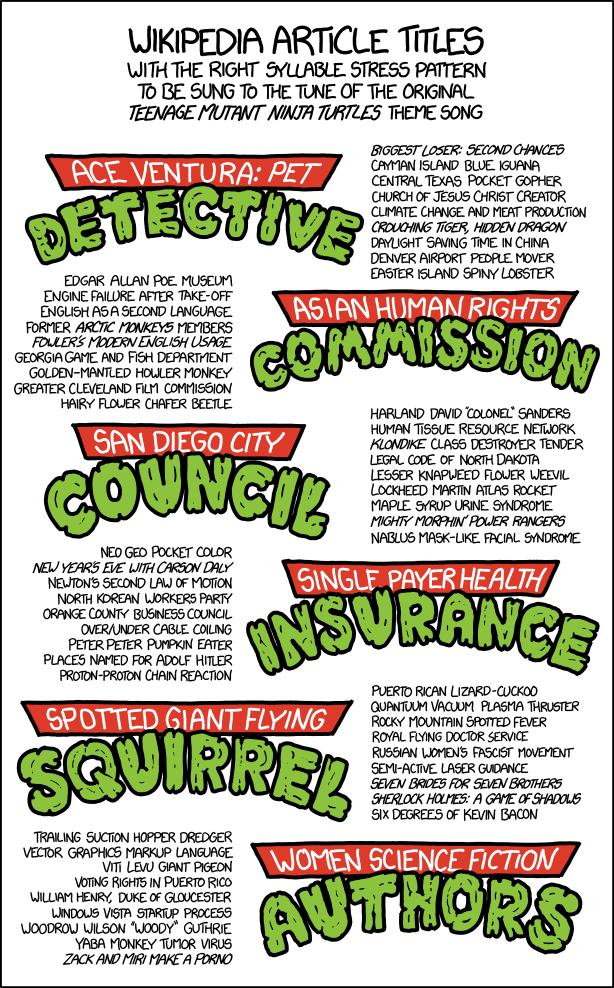 WIKIPEDIA ARTICLE TITLES
WITH THE RIGHT SYLLABLE STRESS PATTERN
TO BE SUNG TO THE TUNE OF THE ORIGINAL
TEENAGE MUTANT NINJA TURTLES THEME SONG
ACE VENTURA: PET
DETECTIVE
BIGGEST LOSER: SECOND CHANCES
CAYMAN ISLAND BLUE IGUANA
CENTRAL TEXAS POCKET GOPHER
CHURCH OF JESUS CHRIST CREATOR
CLIMATE CHANGE AND MEAT PRODUCTION
CROUCHING TIGER, HIDDEN DRAGON
DAYLIGHT SAVING TIME IN CHINA
DENVER AIRPORT PEOPLE MOVER
EASTER ISLAND SPINY LOBSTER
EDGAR ALLAN POE MUSEUM
ENGINE FAILURE AFTER TAKE-OFF
ENGLISH AS A SECOND LANGUAGE
FORMER ARCTIC MONKEYS MEMBERS
FOWLER'S MODERN ENGLISH USAGE
GEORGIA GAME AND FISH DEPARTMENT
GOLDEN-MANTLED HOWLER MONKEY
GREATER CLEVELAND FILM COMMISSION
HAIRY FLOWER CHAFER BEETLE
ASIAN HUMAN RIGHTS
COMMISSION
HARLAND DAVID "COLONEL" SANDERS
HUMAN TISSUE RESOURCE NETWORK
KLONDIKE CLASS DESTROYER TENDER
LEGAL CODE OF NORTH DAKOTA
LESSER KNAPWEED FLOWER WEEVIL
LOCKHEED MARTIN ATLAS ROCKET
MAPLE SYRUP URINE SYNDROME
MIGHTY MORPHIN' POWER RANGERS
NABLUS MASK-LIKE FACIAL SYNDROME
SAN DIEGO CITY
COUNCIL
NEO GEO POCKET COLOR
NEW YEAR'S EVE WITH CARSON DALY
NEWTON'S SECOND LAW OF MOTION
NORTH KOREAN WORKERS PARTY
ORANGE COUNTY BUSINESS COUNCIL
OVER/UNDER CABLE COILING
PETER PETER PUMPKIN EATER
PLACES NAMED FOR ADOLF HITLER
PROTON-PROTON CHAIN REACTION
SINGLE PAYER HEALTH
INSURANCE
PUERTO RICAN LIZARD-CUCKOO
QUANTUM VACUUM PLASMA THRUSTER
ROCKY MOUNTAIN SPOTTED FEVER
ROYAL FLYING DOCTOR SERVICE
RUSSIAN WOMEN'S FASCIST MOVEMENT
SEMI-ACTIVE LASER GUIDANCE
SEVEN BRIDES FOR SEVEN BROTHERS
SHERLOCK HOLMES: A GAME OF SHADOWS
SIX DEGREES OF KEVIN BACON
SPOTTED GIANT FLYING
SQUIRREL
TRAILING SUCTION HOPPER DREDGER
VECTOR GRAPHICS MARKUP LANGUAGE
VITI LEVU GIANT PIGEON
VOTING RIGHTS IN PUERTO RICO
WILLIAM HENRY, DUKE OF GLOUCESTER
WINDOWS VISTA STARTUP PROCESS
WOODROW WILSON "WOODY" GUTHRIE
YABA MONKEY TUMOR VIRUS
ZACK AND MIRI MAKE A PORNO
WOMEN SCIENCE FICTION
AUTHORS